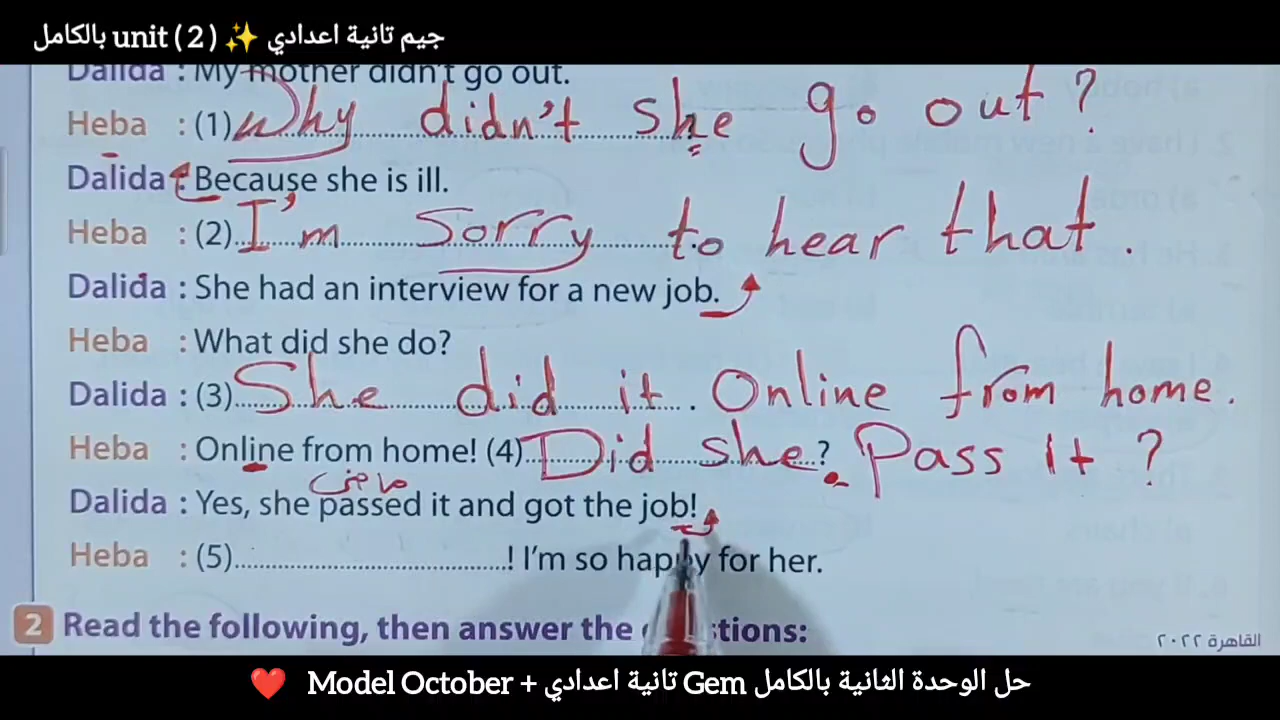 جيم تانية اعدادي ✨ unit ( 2 ) بالكامل
Dalida : My mother didn't go out.
Heba : (1) Why didn't she go out?
Dalida : Because she is ill.
Heba : (2) I'm sorry to hear that.
Dalida : She had an interview for a new job.
Heba : What did she do?
Dalida : (3) She did it. Online from home.
Heba : Online from home! (4) Did she ? Pass it?
ماضى
Dalida : Yes, she passed it and got the job!
Heba : (5)........................................! I'm so happy for her.
2 Read the following, then answer the questions:
القاهرة ٢٠٢٢
حل الوحدة الثانية بالكامل Gem تانية اعدادي + Model October ❤️